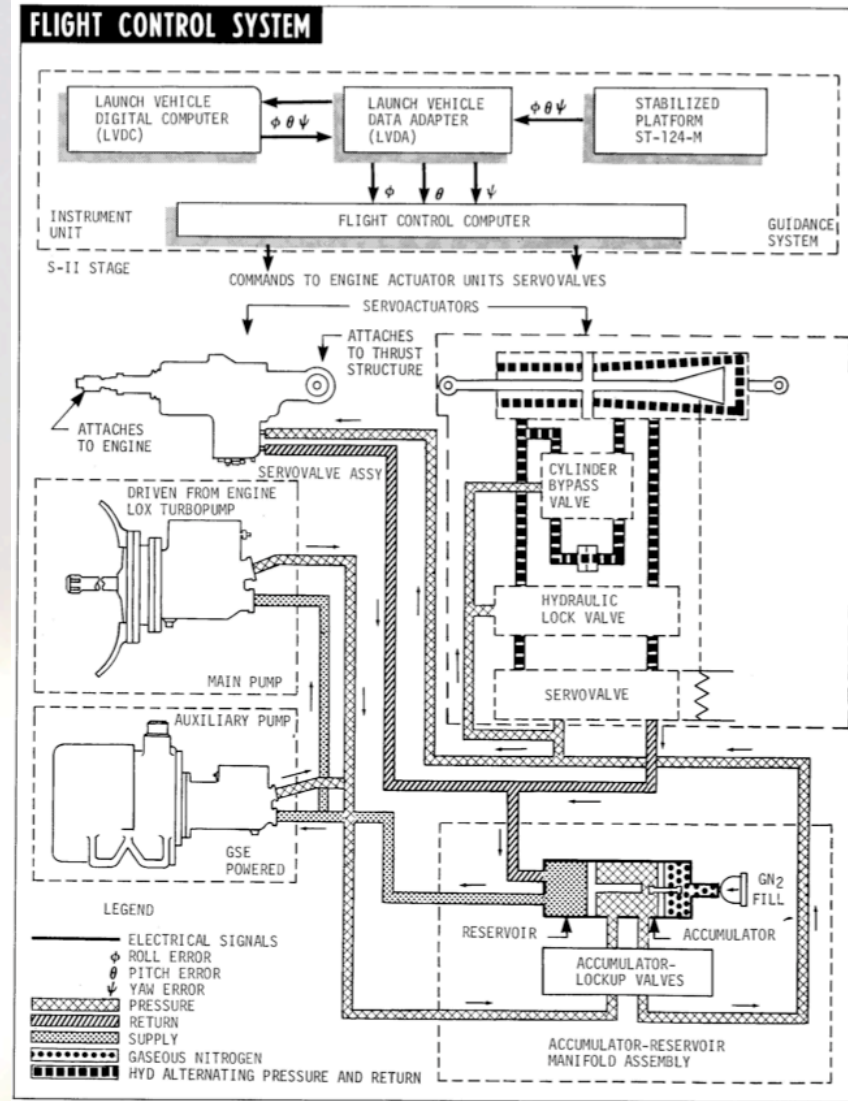 FLIGHT CONTROL SYSTEM
LAUNCH VEHICLE
DIGITAL COMPUTER
(LVDC)
ϕ θ ψ
LAUNCH VEHICLE
DATA ADAPTER
(LVDA)
ϕ θ ψ
STABILIZED
PLATFORM
ST-124-M
ϕ
θ
ψ
INSTRUMENT
UNIT
FLIGHT CONTROL COMPUTER
GUIDANCE
SYSTEM
S-II STAGE
COMMANDS TO ENGINE ACTUATOR UNITS SERVOVALVES
SERVOACTUATORS
ATTACHES
TO THRUST
STRUCTURE
ATTACHES
TO ENGINE
SERVOVALVE ASSY
CYLINDER
BYPASS
VALVE
HYDRAULIC
LOCK VALVE
SERVOVALVE
DRIVEN FROM ENGINE
LOX TURBOPUMP
MAIN PUMP
AUXILIARY PUMP
GSE
POWERED
GN2
FILL
RESERVOIR
ACCUMULATOR
ACCUMULATOR-
LOCKUP VALVES
ACCUMULATOR-RESERVOIR
MANIFOLD ASSEMBLY
LEGEND
ELECTRICAL SIGNALS
ϕ ROLL ERROR
θ PITCH ERROR
ψ YAW ERROR
PRESSURE
RETURN
SUPPLY
GASEOUS NITROGEN
HYD ALTERNATING PRESSURE AND RETURN